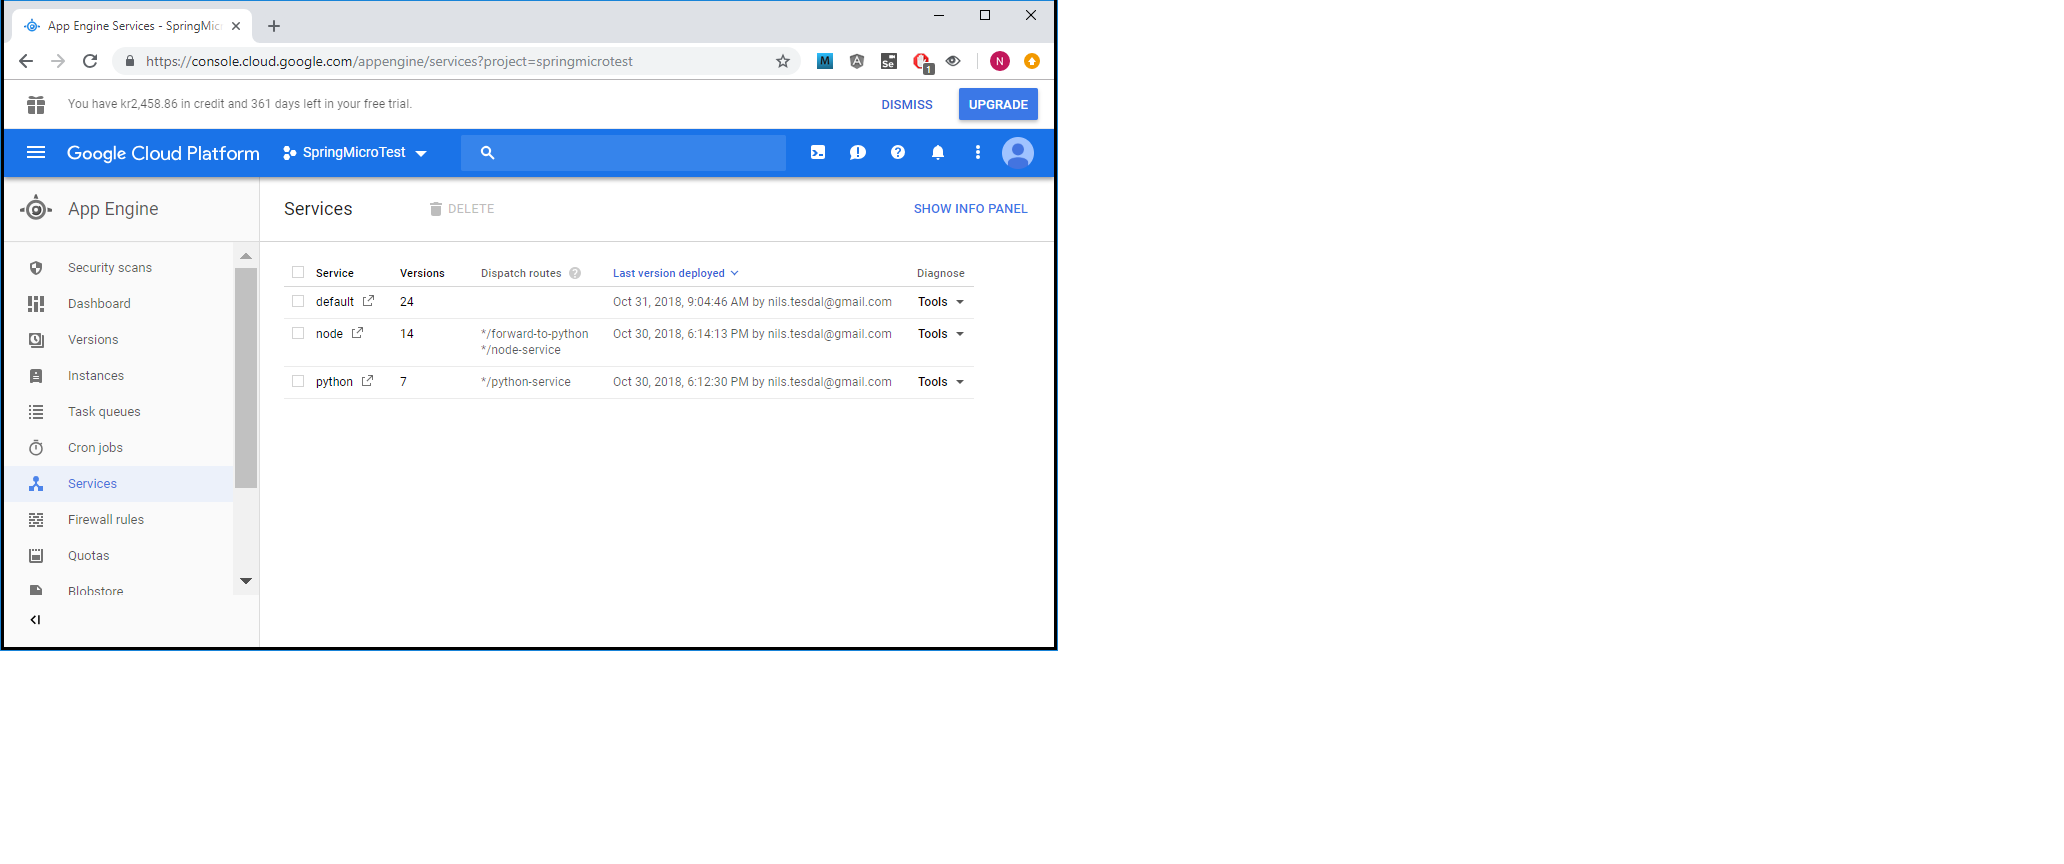 App Engine Services - SpringMic
https://console.cloud.google.com/appengine/services?project=springmicrotest
M A Se 1 N
You have kr2,458.86 in credit and 361 days left in your free trial.
DISMISS
UPGRADE
Google Cloud Platform
SpringMicroTest
App Engine
Services
DELETE
SHOW INFO PANEL
Security scans
Dashboard
Versions
Instances
Task queues
Cron jobs
Services
Firewall rules
Quotas
Blobstore
Service Versions Dispatch routes ? Last version deployed Diagnose
default 24 Oct 31, 2018, 9:04:46 AM by nils.tesdal@gmail.com Tools
node 14 */forward-to-python Oct 30, 2018, 6:14:13 PM by nils.tesdal@gmail.com Tools
*/node-service
python 7 */python-service Oct 30, 2018, 6:12:30 PM by nils.tesdal@gmail.com Tools